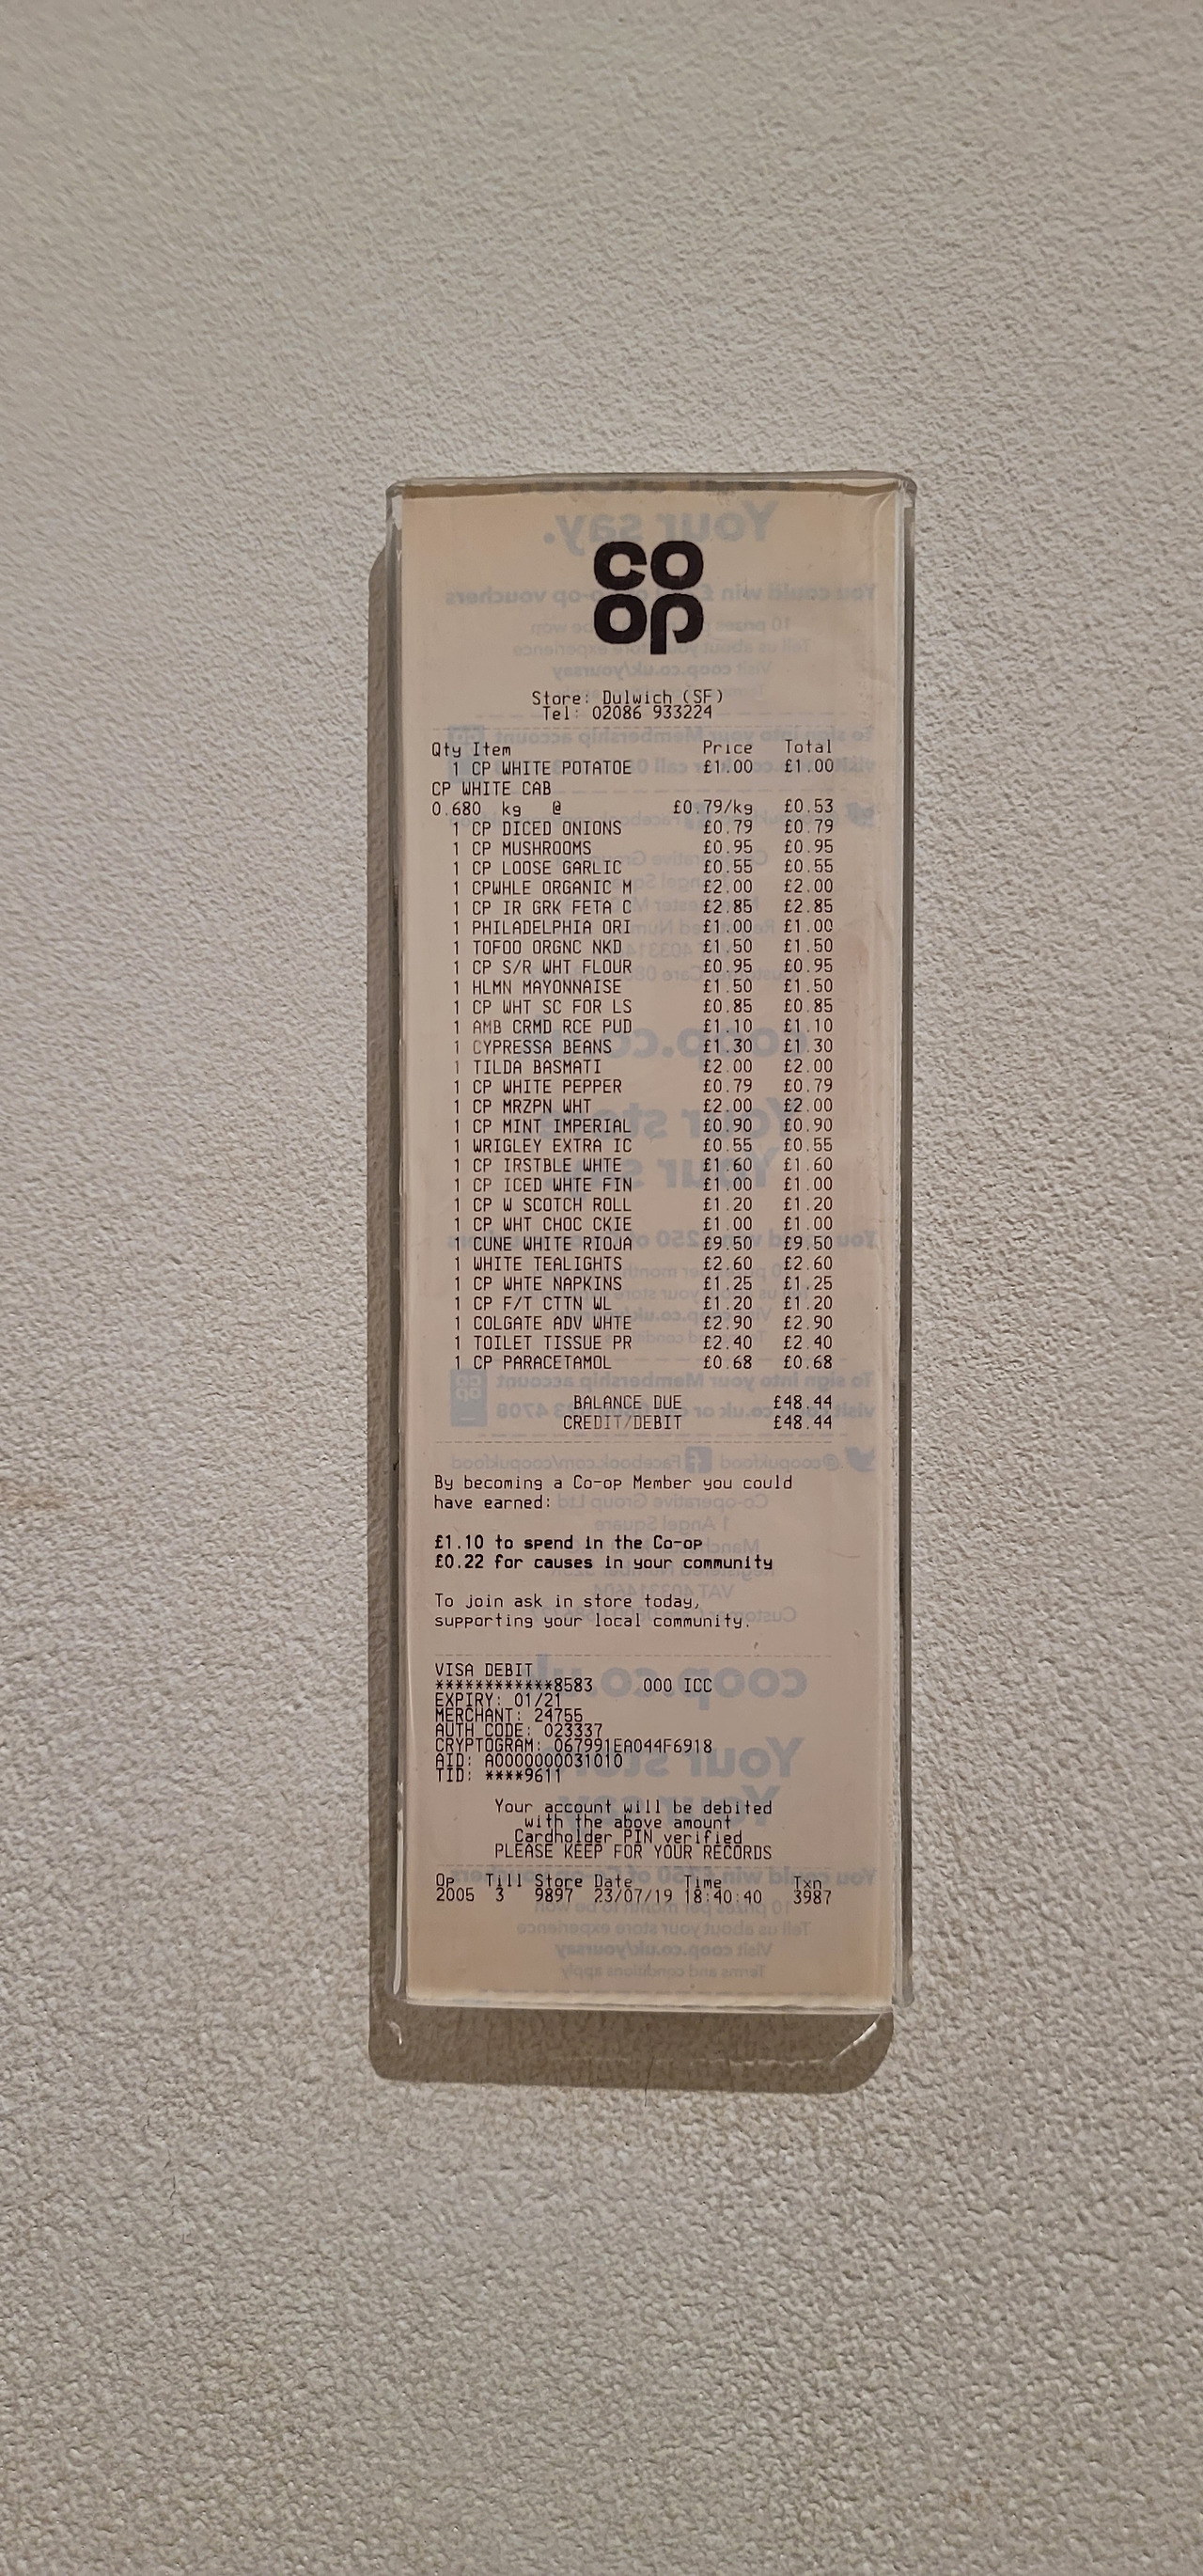 co
op
Store: Dulwich (SF)
Tel: 02086 933224
Qty Item Price Total
1 CP WHITE POTATOE £1.00 £1.00
CP WHITE CAB
0.680 kg @ £0.79/kg £0.53
1 CP DICED ONIONS £0.79 £0.79
1 CP MUSHROOMS £0.95 £0.95
1 CP LOOSE GARLIC £0.55 £0.55
1 CPWHLE ORGANIC M £2.00 £2.00
1 CP IR GRK FETA C £2.85 £2.85
1 PHILADELPHIA ORI £1.00 £1.00
1 TOFOO ORGNC NKD £1.50 £1.50
1 CP S/R WHT FLOUR £0.95 £0.95
1 HLMN MAYONNAISE £1.50 £1.50
1 CP WHT SC FOR LS £0.85 £0.85
1 AMB CRMD RCE PUD £1.10 £1.10
1 CYPRESSA BEANS £1.30 £1.30
1 TILDA BASMATI £2.00 £2.00
1 CP WHITE PEPPER £0.79 £0.79
1 CP MRZPN WHT £2.00 £2.00
1 CP MINT IMPERIAL £0.90 £0.90
1 WRIGLEY EXTRA IC £0.55 £0.55
1 CP IRSTBLE WHTE £1.60 £1.60
1 CP ICED WHTE FIN £1.00 £1.00
1 CP W SCOTCH ROLL £1.20 £1.20
1 CP WHT CHOC CKIE £1.00 £1.00
1 CUNE WHITE RIOJA £9.50 £9.50
1 WHITE TEALIGHTS £2.60 £2.60
1 CP WHTE NAPKINS £1.25 £1.25
1 CP F/T CTTN WL £1.20 £1.20
1 COLGATE ADV WHTE £2.90 £2.90
1 TOILET TISSUE PR £2.40 £2.40
1 CP PARACETAMOL £0.68 £0.68
BALANCE DUE £48.44
CREDIT/DEBIT £48.44
By becoming a Co-op Member you could
have earned:
£1.10 to spend in the Co-op
£0.22 for causes in your community
To join ask in store today,
supporting your local community.
VISA DEBIT
************8583 000 ICC
EXPIRY: 01/21
MERCHANT: 24755
AUTH CODE: 023337
CRYPTOGRAM: 067991EA044F6918
AID: A0000000031010
TID: ****9611
Your account will be debited
with the above amount
Cardholder PIN verified
PLEASE KEEP FOR YOUR RECORDS
Op Till Store Date Time Txn
2005 3 9897 23/07/19 18:40:40 3987